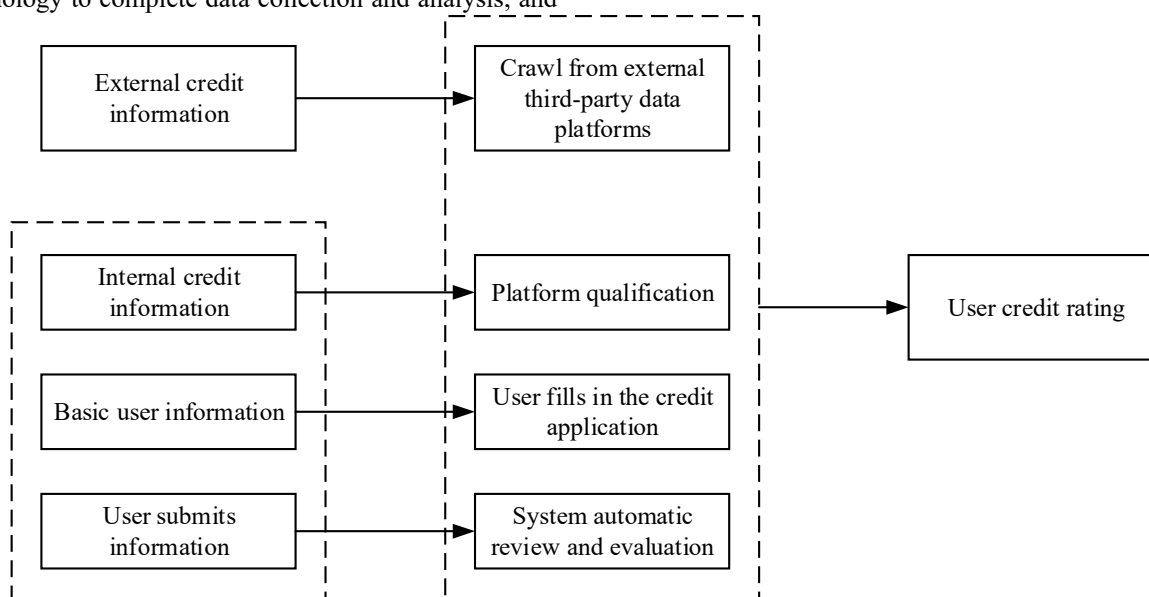 to complete data collection and analysis, and
External credit
information
Crawl from external
third-party data
platforms
Internal credit
information
Platform qualification
User credit rating
Basic user information
User fills in the credit
application
User submits
information
System automatic
review and evaluation